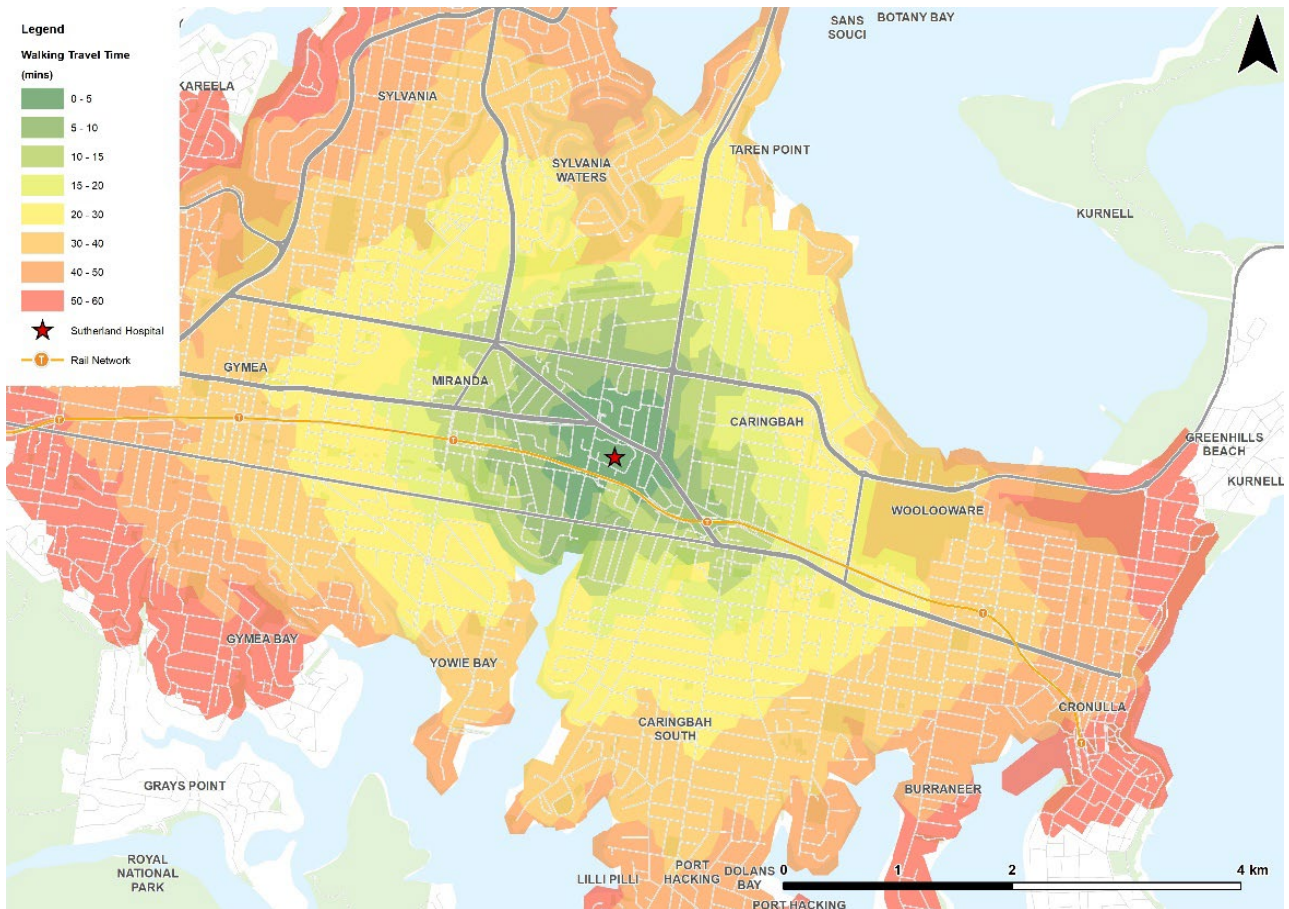 Legend
Walking Travel Time
(mins)
0 - 5
5 - 10
10 - 15
15 - 20
20 - 30
30 - 40
40 - 50
50 - 60
Sutherland Hospital
T
Rail Network
SANS
SOUCI
BOTANY BAY
KAREELA
SYLVANIA
SYLVANIA
WATERS
TAREN POINT
KURNELL
GYMEA
MIRANDA
CARINGBAH
GREENHILLS
BEACH
KURNELL
WOOLOOWARE
T
T
T
T
T
T
GYMEA BAY
YOWIE BAY
CARINGBAH
SOUTH
CRONULLA
GRAYS POINT
BURRANEER
ROYAL
NATIONAL
PARK
LILLI PILLI
PORT
HACKING
DOLANS
BAY
PORT HACKING
0
1
2
4 km